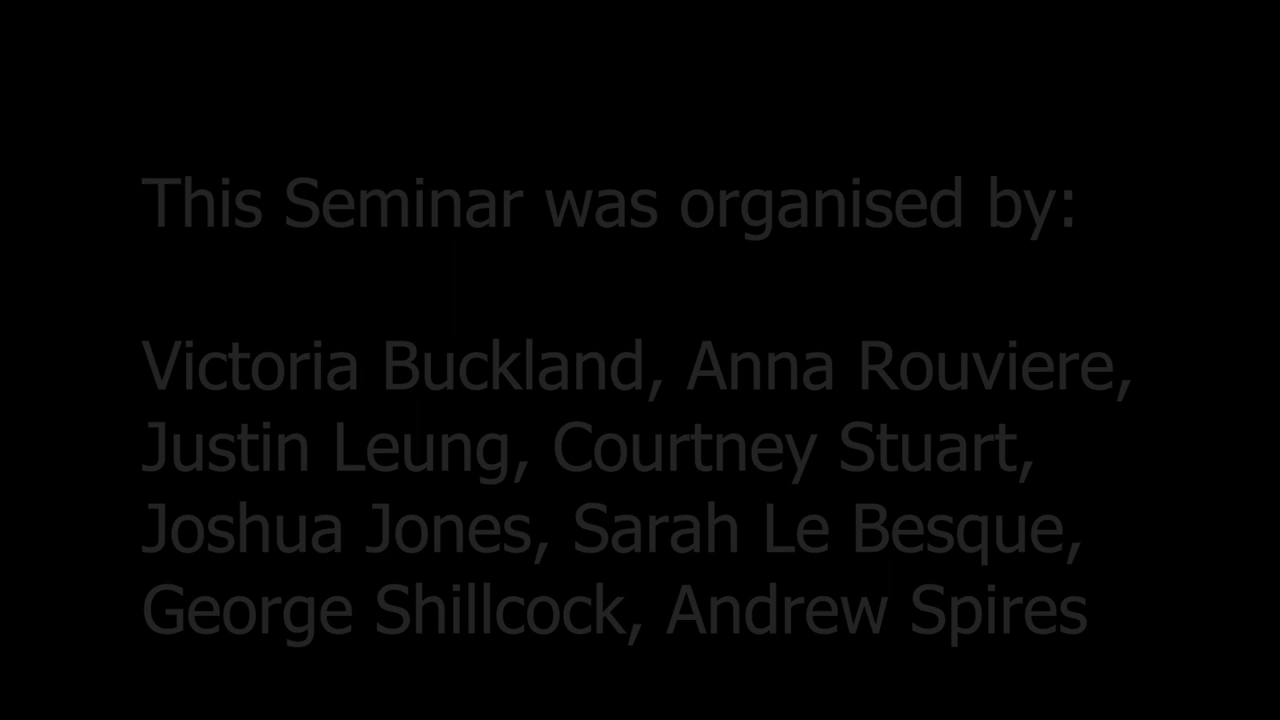 This Seminar was organised by:
Victoria Buckland, Anna Rouviere,
Justin Leung, Courtney Stuart,
Joshua Jones, Sarah Le Besque,
George Shillcock, Andrew Spires